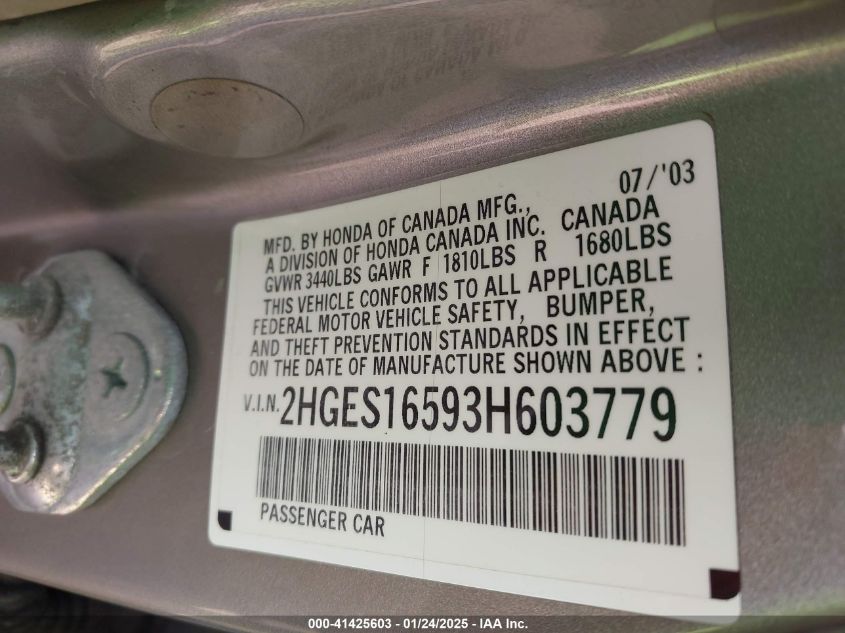 07/'03
MFD. BY HONDA OF CANADA MFG.,
A DIVISION OF HONDA CANADA INC. CANADA
GVWR 3440LBS GAWR F 1810LBS R 1680LBS
THIS VEHICLE CONFORMS TO ALL APPLICABLE
FEDERAL MOTOR VEHICLE SAFETY, BUMPER,
AND THEFT PREVENTION STANDARDS IN EFFECT
ON THE DATE OF MANUFACTURE SHOWN ABOVE :
V.I.N. 2HGES16593H603779
PASSENGER CAR
000-41425603 - 01/24/2025 - IAA Inc.